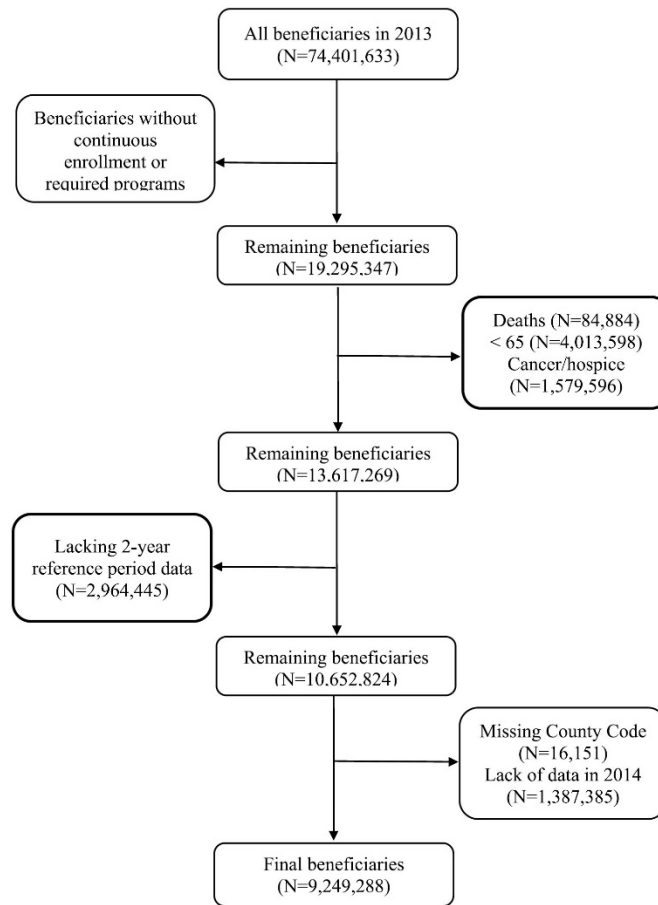 All beneficiaries in 2013
(N=74,401,633)
Beneficiaries without
continuous
enrollment or
required programs
Remaining beneficiaries
(N=19,295,347)
Deaths (N=84,884)
< 65 (N=4,013,598)
Cancer/hospice
(N=1,579,596)
Remaining beneficiaries
(N=13,617,269)
Lacking 2-year
reference period data
(N=2,964,445)
Remaining beneficiaries
(N=10,652,824)
Missing County Code
(N=16,151)
Lack of data in 2014
(N=1,387,385)
Final beneficiaries
(N=9,249,288)